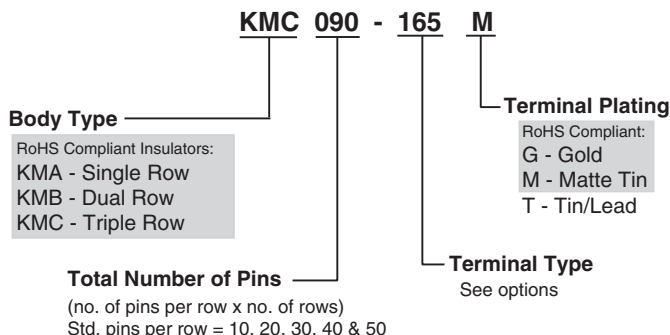 KMC 090 - 165 M
Body Type
RoHS Compliant Insulators:
KMA - Single Row
KMB - Dual Row
KMC - Triple Row
Terminal Plating
RoHS Compliant:
G - Gold
M - Matte Tin
T - Tin/Lead
Total Number of Pins
(no. of pins per row x no. of rows)
Std. pins per row = 10, 20, 30, 40 & 50
Terminal Type
See options